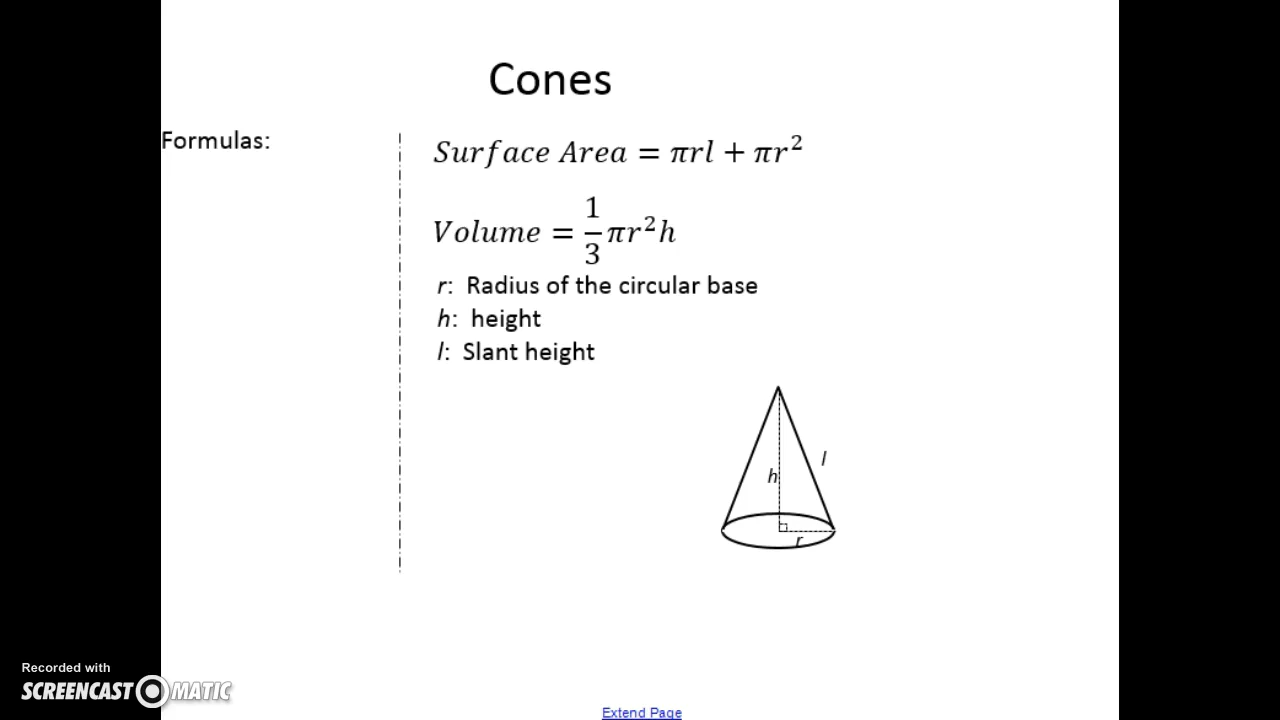 Cones
Formulas:
Surface Area = πrl + πr²
Volume = 1/3 πr²h
r: Radius of the circular base
h: height
l: Slant height
l
h
r
Recorded with
SCREENCAST MATIC
Extend Page